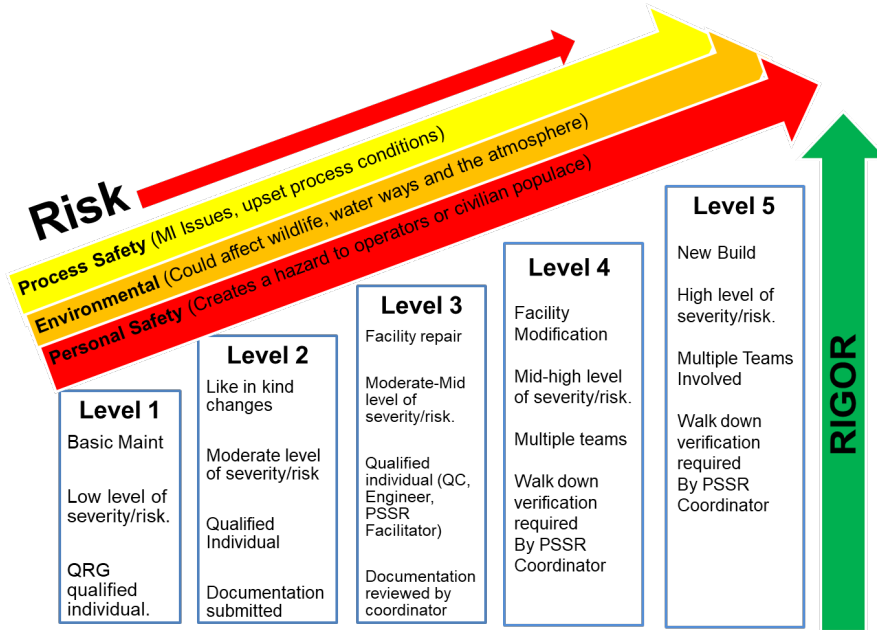 Risk
Process Safety (MI Issues, upset process conditions)
Environmental (Could affect wildlife, water ways and the atmosphere)
Personal Safety (Creates a hazard to operators or civilian populace)
Level 1
Basic Maint
Low level of
severity/risk.
QRG
qualified
individual.
Level 2
Like in kind
changes
Moderate level
of severity/risk
Qualified
Individual
Documentation
submitted
Level 3
Facility repair
Moderate-Mid
level of
severity/risk.
Qualified
individual (QC,
Engineer,
PSSR
Facilitator)
Documentation
reviewed by
coordinator
Level 4
Facility
Modification
Mid-high level
of severity/risk.
Multiple teams
Walk down
verification
required
By PSSR
Coordinator
Level 5
New Build
High level of
severity/risk.
Multiple Teams
Involved
Walk down
verification
required
By PSSR
Coordinator
RIGOR